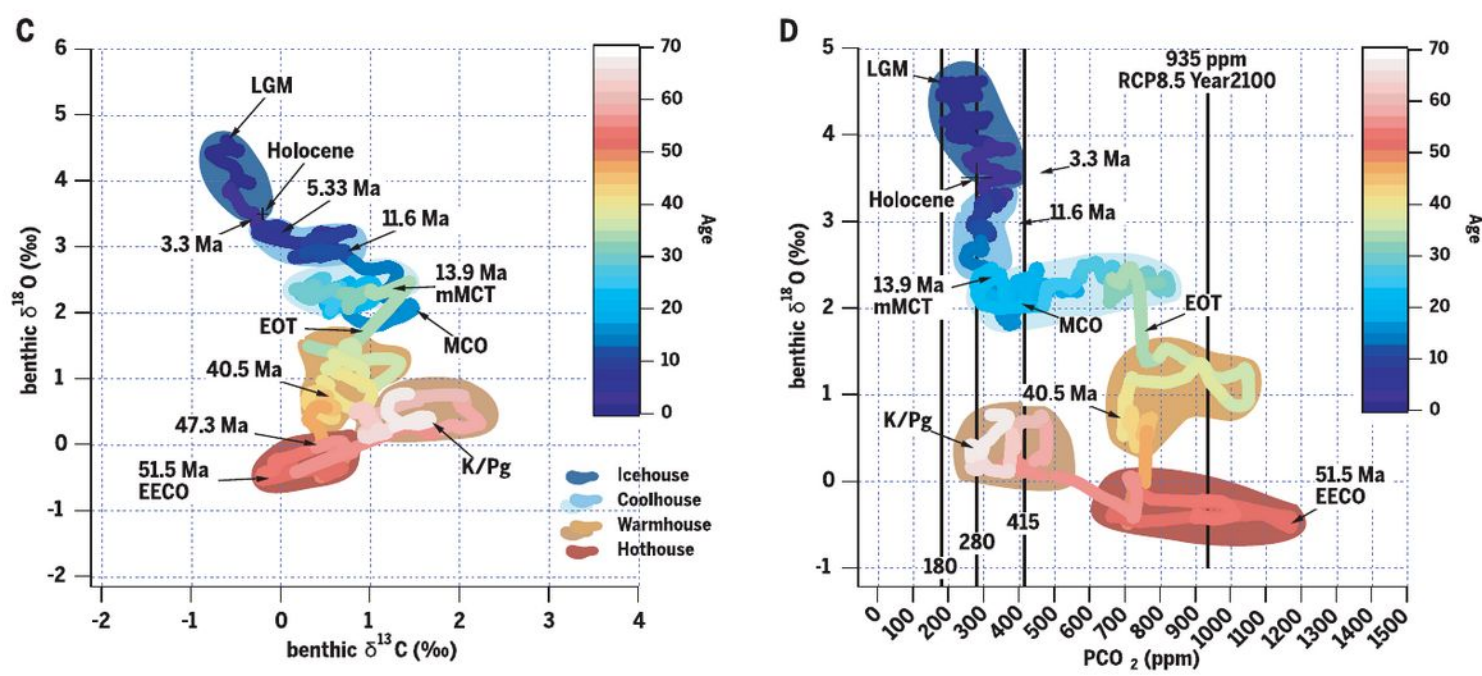 C
6
5
4
3
2
1
0
-1
-2
benthic δ18O (‰)
-2
-1
0
1
2
3
4
benthic δ13C (‰)
LGM
Holocene
5.33 Ma
3.3 Ma
11.6 Ma
13.9 Ma
mMCT
EOT
MCO
40.5 Ma
47.3 Ma
K/Pg
51.5 Ma
EECO
Icehouse
Coolhouse
Warmhouse
Hothouse
70
60
50
40
30
20
10
0
Age
D
5
4
3
2
1
0
-1
benthic δ18O (‰)
0
100
200
300
400
500
600
700
800
900
1000
1100
1200
1300
1400
1500
PCO2 (ppm)
935 ppm
RCP8.5 Year2100
LGM
3.3 Ma
Holocene
11.6 Ma
13.9 Ma
mMCT
MCO
EOT
40.5 Ma
K/Pg
51.5 Ma
EECO
415
280
180
70
60
50
40
30
20
10
0
Age